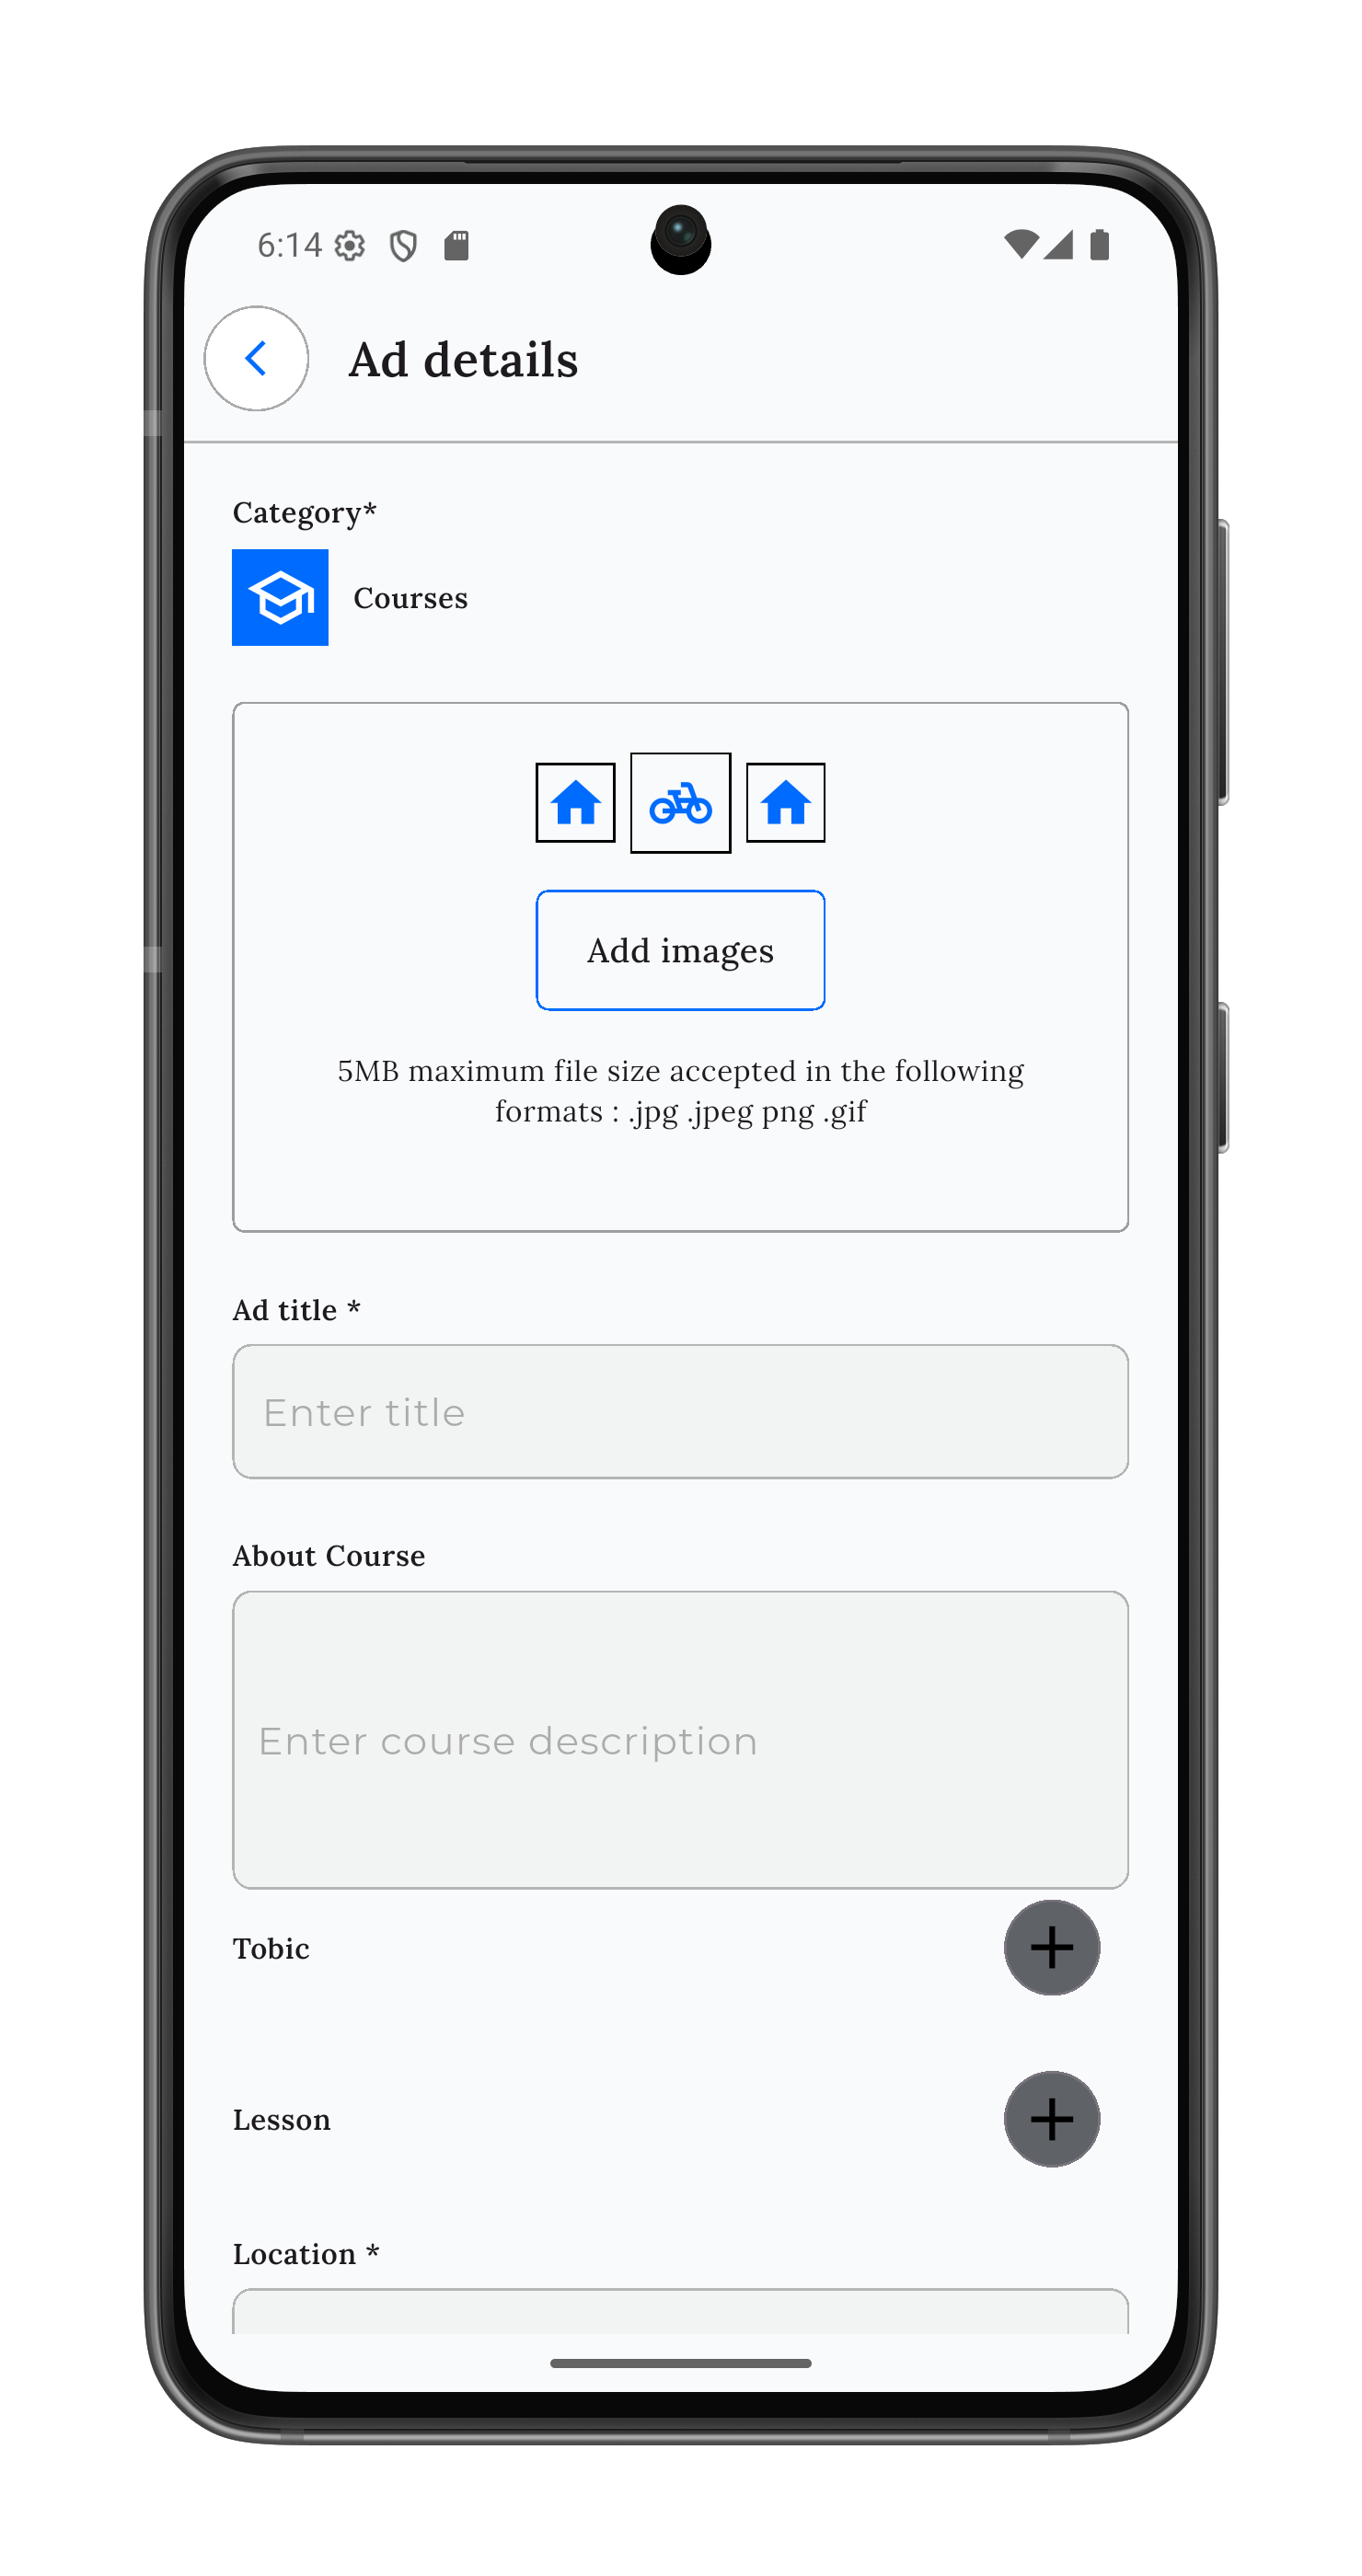 6:14
Ad details
Category*
Courses
Add images
5MB maximum file size accepted in the following
formats : .jpg .jpeg png .gif
Ad title *
Enter title
About Course
Enter course description
Tobic
Lesson
Location *